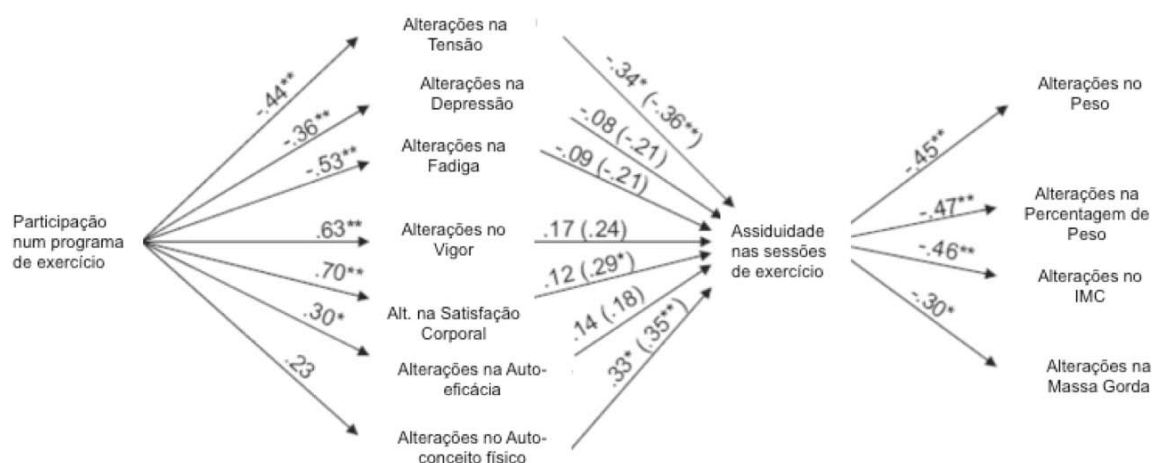 Participação
num programa
de exercício
-.44**
-.36**
-.53**
.63**
.70**
.30*
.23
Alterações na
Tensão
Alterações na
Depressão
Alterações na
Fadiga
Alterações no
Vigor
Alt. na Satisfação
Corporal
Alterações na Auto-
eficácia
Alterações no Auto-
conceito físico
-.34* (-.36**)
-.08 (-.21)
-.09 (-.21)
.17 (.24)
.12 (.29*)
.14 (.18)
.33* (.35**)
Assiduidade
nas sessões
de exercício
-.45**
-.47**
-.46**
-.30*
Alterações no
Peso
Alterações na
Percentagem de
Peso
Alterações no
IMC
Alterações na
Massa Gorda